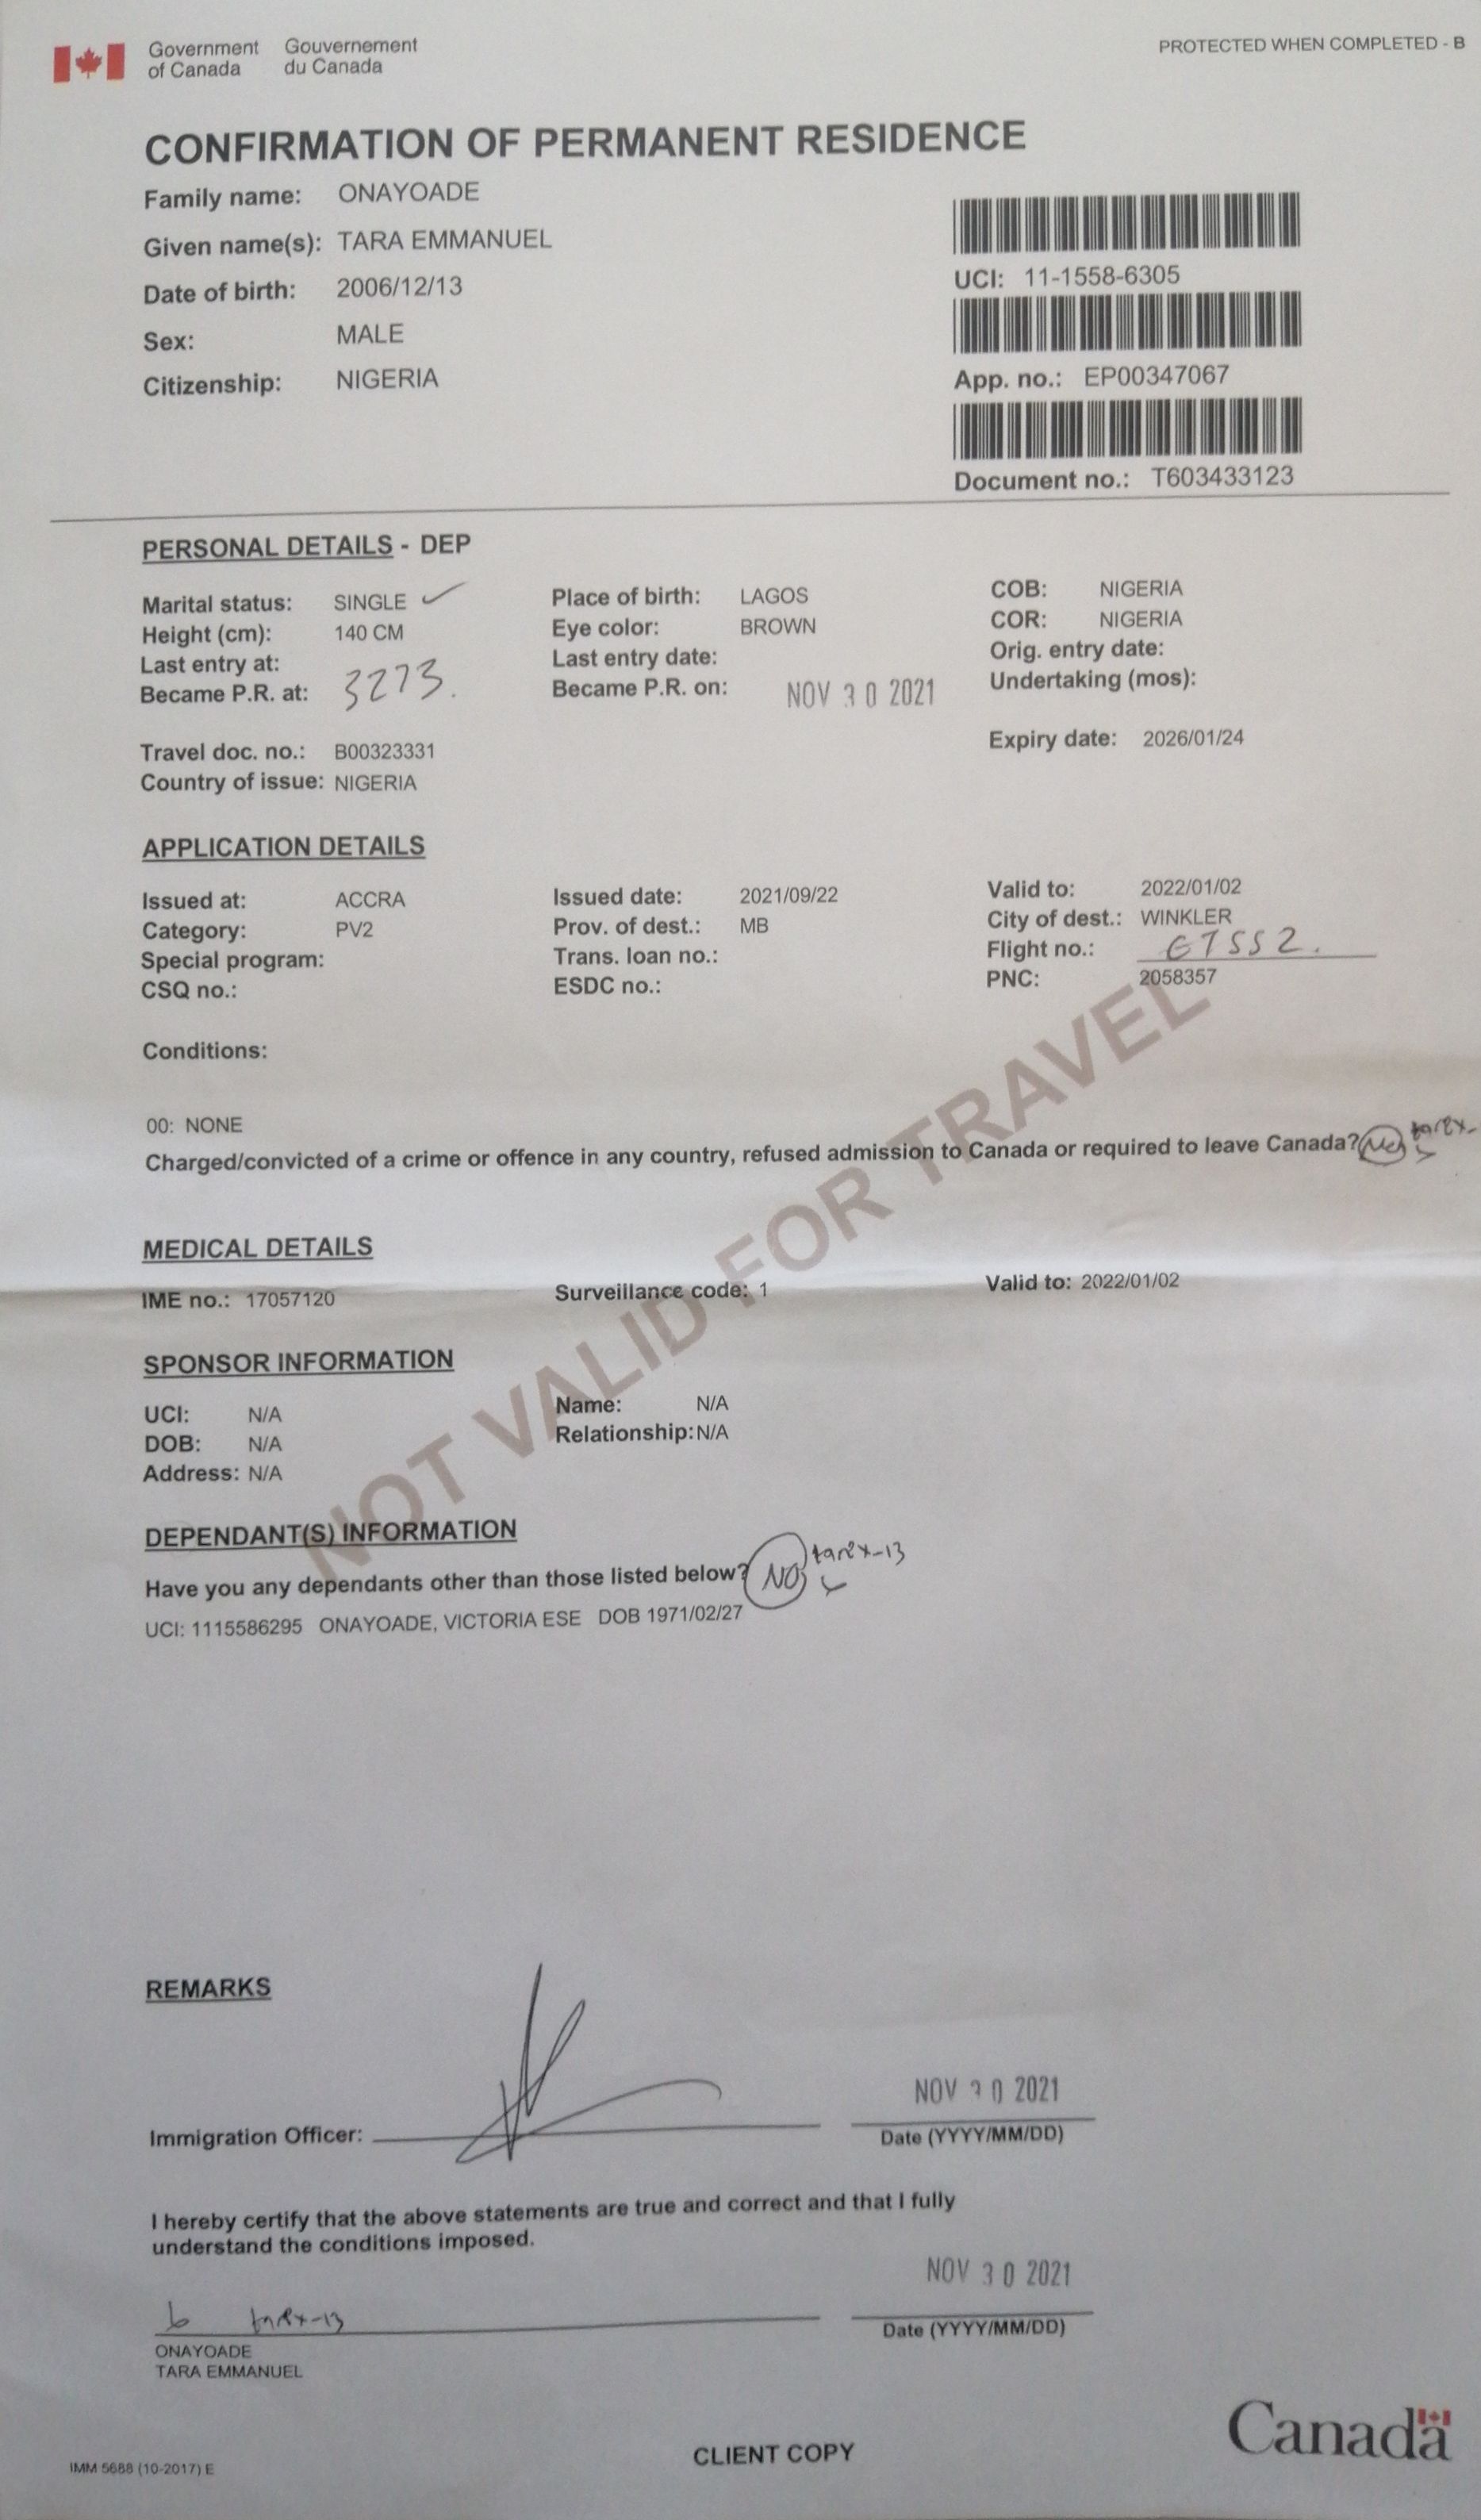 Government of Canada Gouvernement du Canada
PROTECTED WHEN COMPLETED - B
CONFIRMATION OF PERMANENT RESIDENCE
Family name: ONAYOADE
Given name(s): TARA EMMANUEL
Date of birth: 2006/12/13
Sex: MALE
Citizenship: NIGERIA
UCI: 11-1558-6305
App. no.: EP00347067
Document no.: T603433123
PERSONAL DETAILS - DEP
Marital status: SINGLE Place of birth: LAGOS COB: NIGERIA
Height (cm): 140 CM Eye color: BROWN COR: NIGERIA
Last entry at: Last entry date: Orig. entry date:
Became P.R. at: 3273. Became P.R. on: NOV 30 2021 Undertaking (mos):
Travel doc. no.: B00323331 Expiry date: 2026/01/24
Country of issue: NIGERIA
APPLICATION DETAILS
Issued at: ACCRA Issued date: 2021/09/22 Valid to: 2022/01/02
Category: PV2 Prov. of dest.: MB City of dest.: WINKLER
Special program: Trans. loan no.: Flight no.:
CSQ no.: ESDC no.: PNC: 2058357
Conditions:
00: NONE
Charged/convicted of a crime or offence in any country, refused admission to Canada or required to leave Canada?
NOT VALID FOR TRAVEL
MEDICAL DETAILS
IME no.: 17057120 Surveillance code: 1 Valid to: 2022/01/02
SPONSOR INFORMATION
UCI: N/A Name: N/A
DOB: N/A Relationship: N/A
Address: N/A
DEPENDANT(S) INFORMATION
Have you any dependants other than those listed below? NO
UCI: 1115586295 ONAYOADE, VICTORIA ESE DOB 1971/02/27
REMARKS
NOV 30 2021
Immigration Officer: Date (YYYY/MM/DD)
I hereby certify that the above statements are true and correct and that I fully
understand the conditions imposed.
NOV 30 2021
Date (YYYY/MM/DD)
ONAYOADE
TARA EMMANUEL
IMM 5688 (10-2017) E
CLIENT COPY
Canada